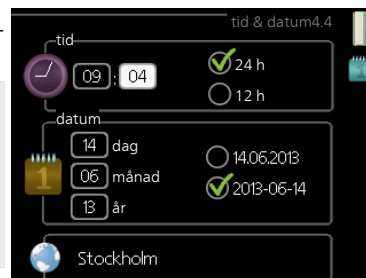 tid & datum4.4
tid
09 : 04
24 h
12 h
datum
14 dag
06 månad
13 år
14.06.2013
2013-06-14
1
Stockholm